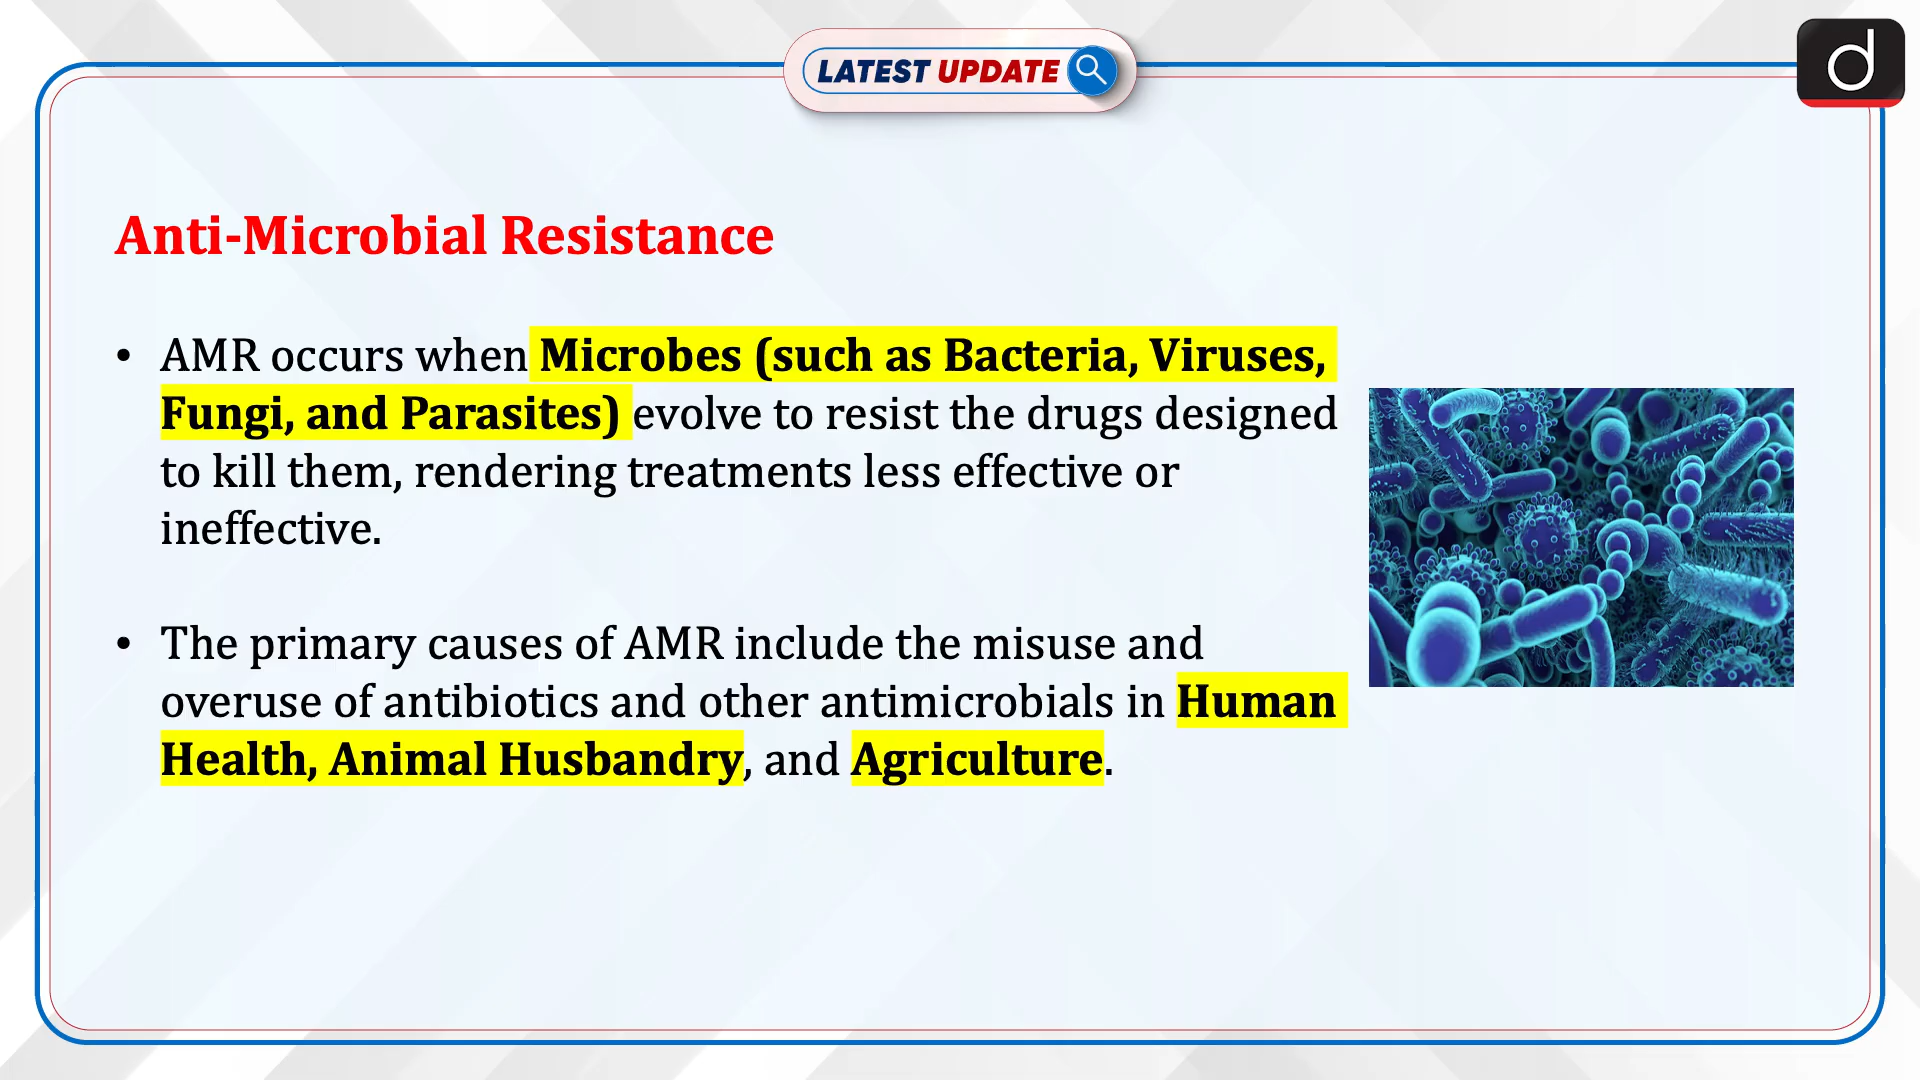 LATEST UPDATE
d
Anti-Microbial Resistance
• AMR occurs when Microbes (such as Bacteria, Viruses,
Fungi, and Parasites) evolve to resist the drugs designed
to kill them, rendering treatments less effective or
ineffective.
• The primary causes of AMR include the misuse and
overuse of antibiotics and other antimicrobials in Human
Health, Animal Husbandry, and Agriculture.